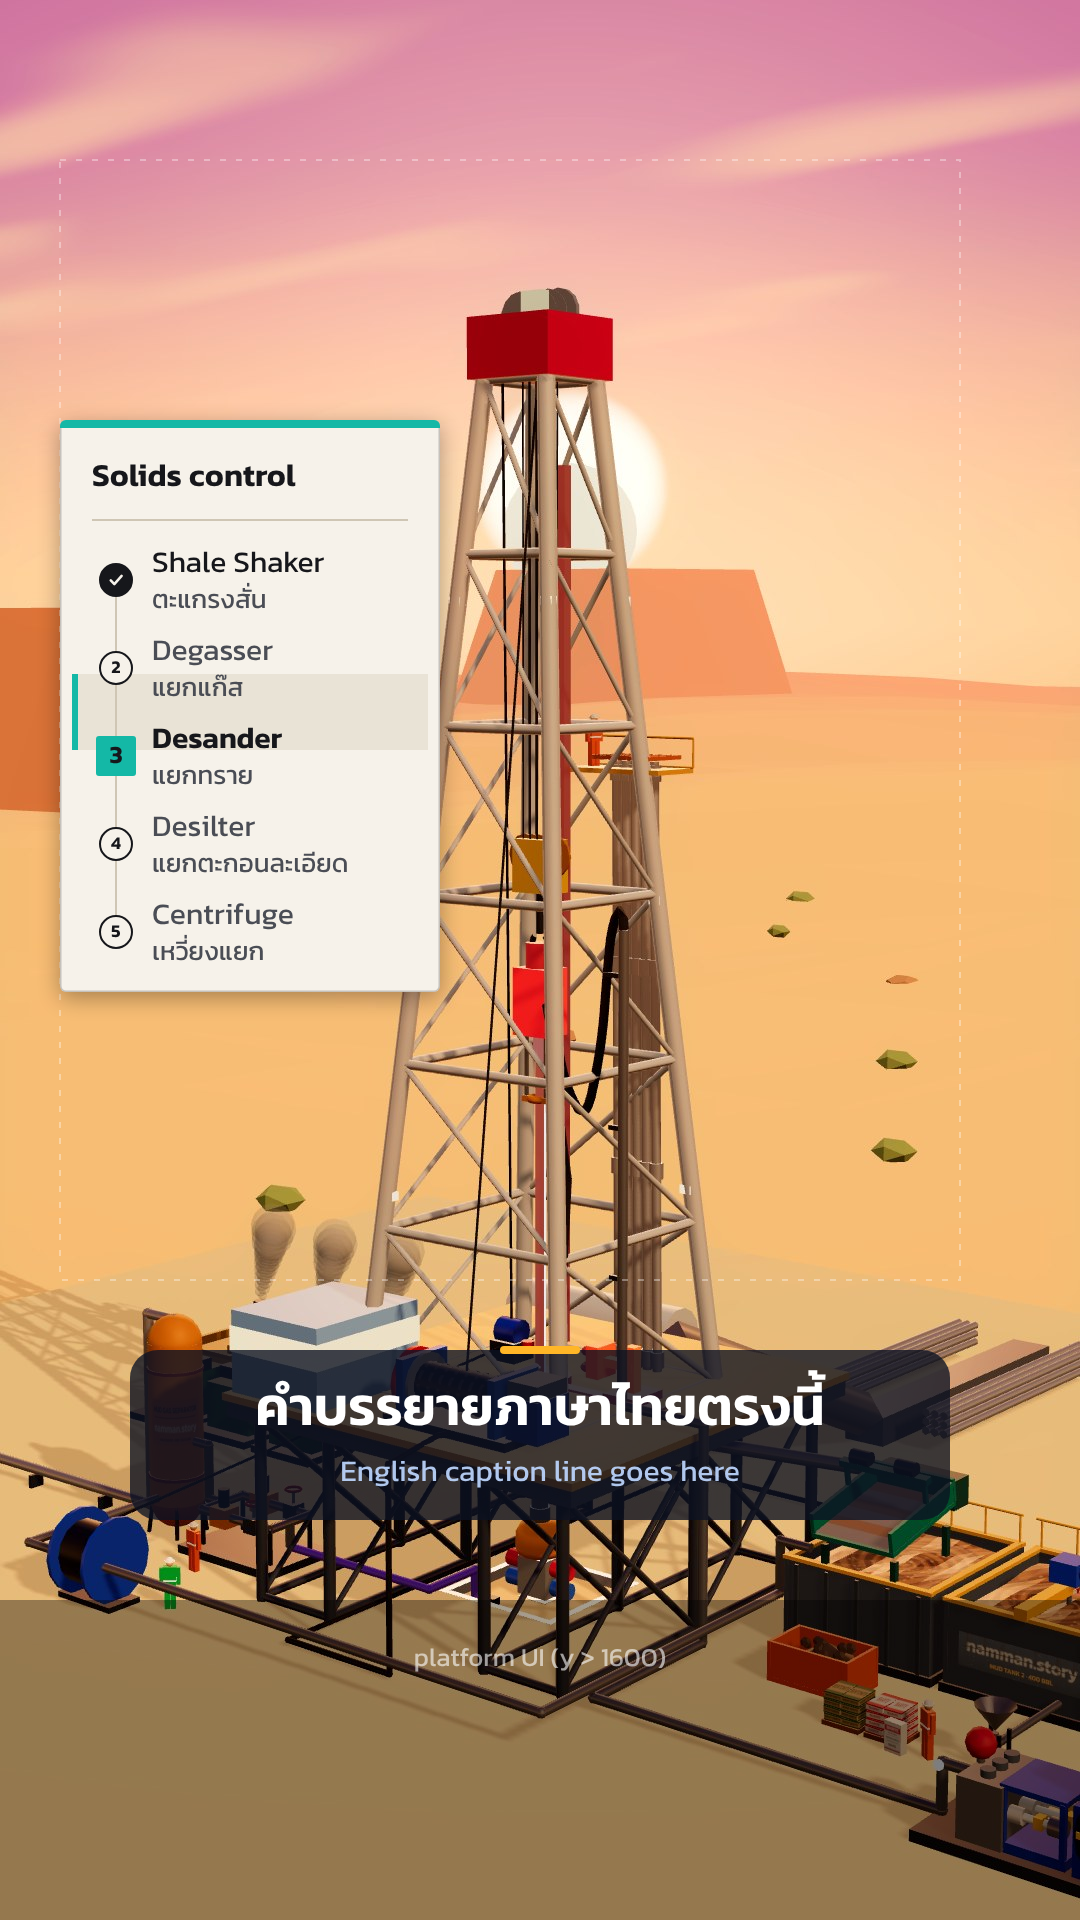 Solids control
Shale Shaker
ตะแกรงสั่น
2
Degasser
แยกแก๊ส
3
Desander
แยกทราย
4
Desilter
แยกตะกอนละเอียด
5
Centrifuge
เหวี่ยงแยก
คำบรรยายภาษาไทยตรงนี้
English caption line goes here
platform UI (y > 1600)
namman.story